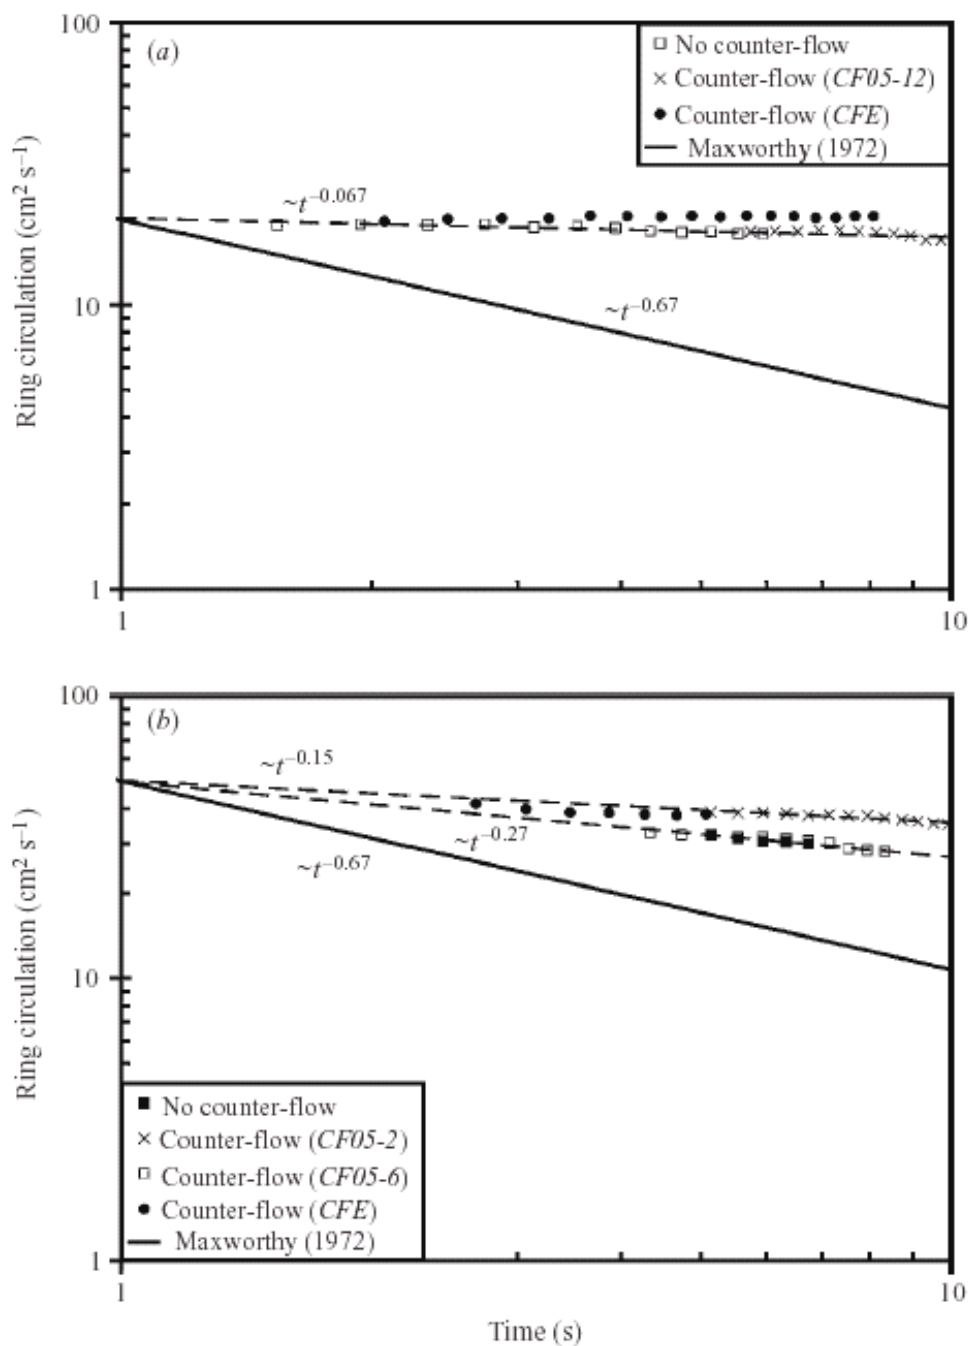 100
(a)
No counter-flow
Counter-flow (CF05-12)
Counter-flow (CFE)
Maxworthy (1972)
~t–0.067
~t–0.67
10
1
1
10
Ring circulation (cm2 s–1)
100
(b)
~t–0.15
~t–0.27
~t–0.67
10
No counter-flow
Counter-flow (CF05-2)
Counter-flow (CF05-6)
Counter-flow (CFE)
Maxworthy (1972)
1
1
10
Ring circulation (cm2 s–1)
Time (s)